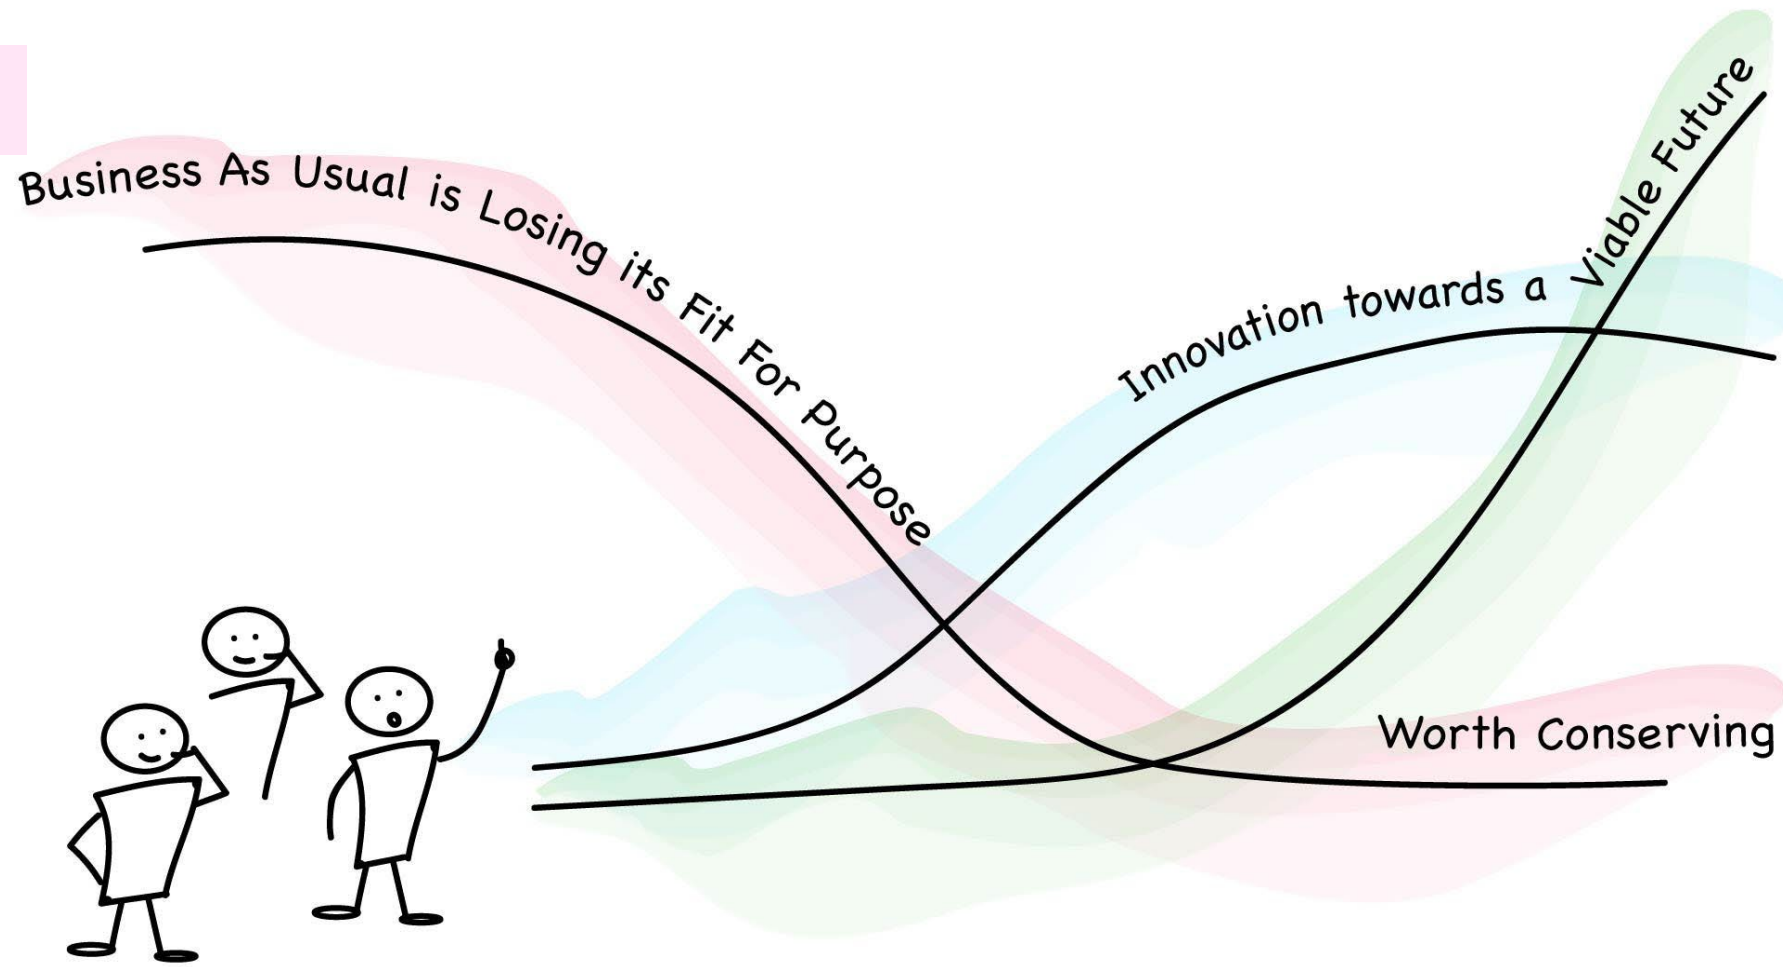 Business As Usual is Losing its Fit For Purpose
Innovation towards a Viable Future
Worth Conserving